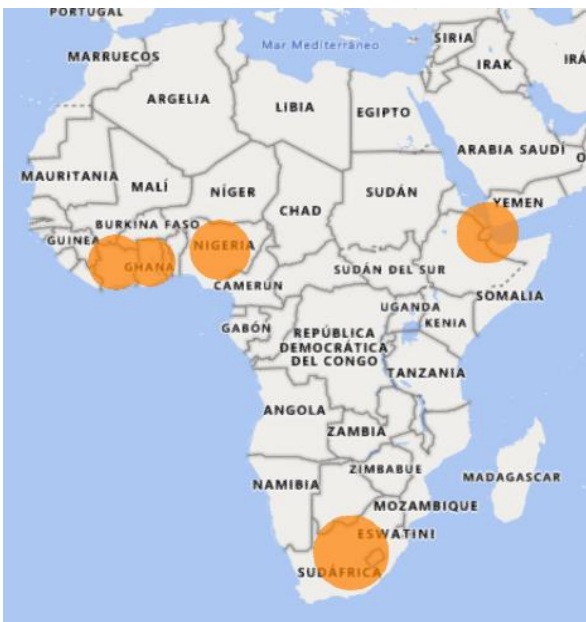 PORTUGAL
Mar Mediterráneo
SIRIA
MARRUECOS
IRAK
IRÁ
ARGELIA
LIBIA
EGIPTO
ARABIA SAUDÍ
O
MAURITANIA
MALÍ
NÍGER
SUDÁN
YEMEN
CHAD
BURKINA FASO
GUINEA
NIGERIA
GHANA
SUDÁN DEL SUR
CAMERÚN
SOMALIA
UGANDA
GABÓN
KENIA
REPÚBLICA
DEMOCRÁTICA
DEL CONGO
TANZANIA
ANGOLA
ZAMBIA
ZIMBABUE
NAMIBIA
MADAGASCAR
MOZAMBIQUE
ESWATINI
SUDÁFRICA